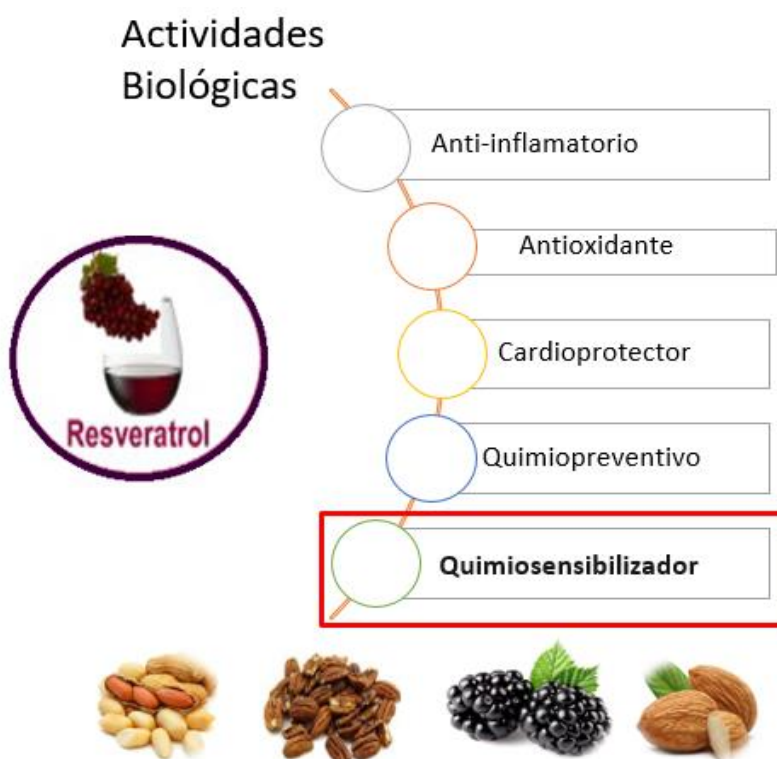 Actividades
Biológicas
Anti-inflamatorio
Antioxidante
Cardioprotector
Quimiopreventivo
Quimiosensibilizador
Resveratrol